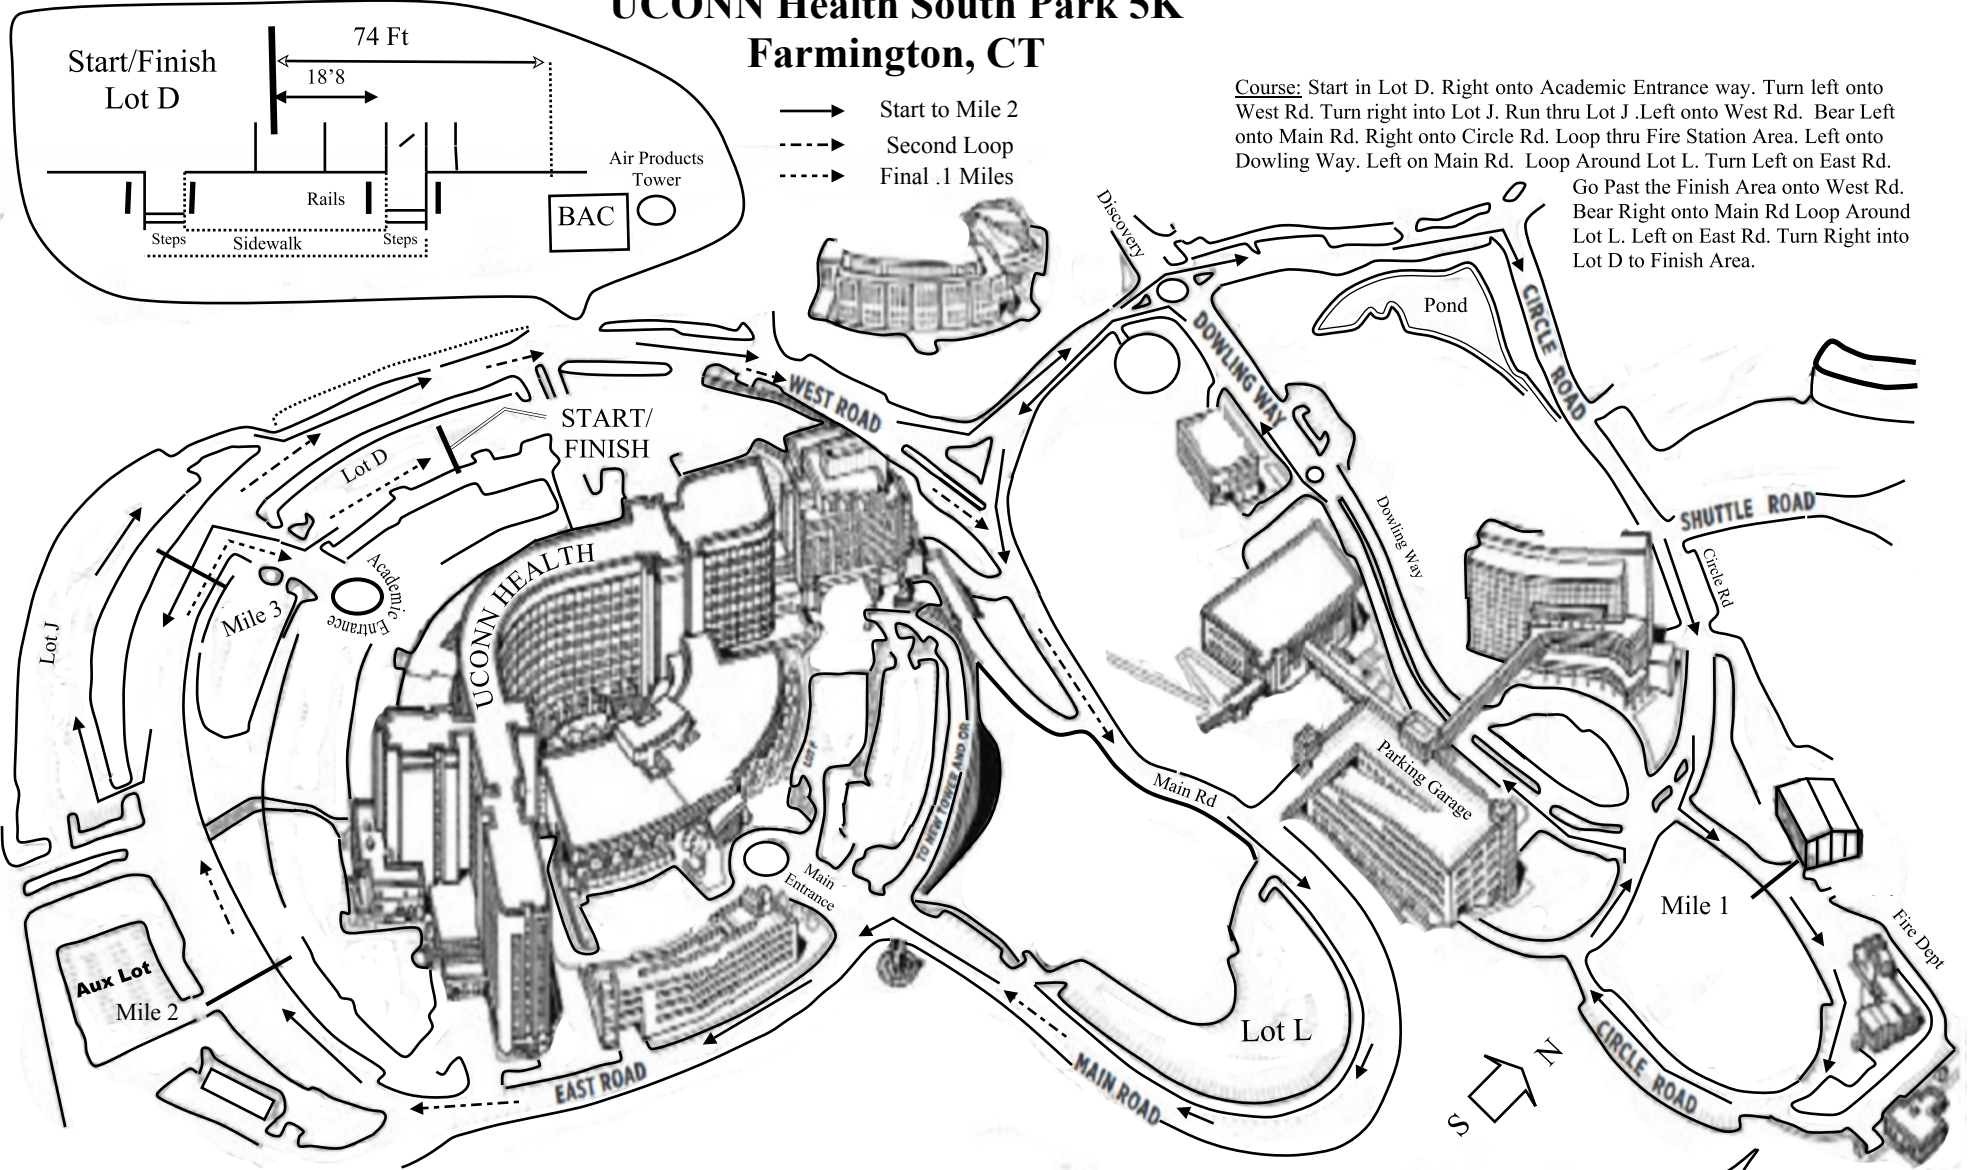 UCONN Health South Park 5K
Farmington, CT
Start/Finish
Lot D
74 Ft
18’8
Rails
Steps
Sidewalk
Steps
Air Products
Tower
BAC
Start to Mile 2
Second Loop
Final .1 Miles
Course: Start in Lot D. Right onto Academic Entrance way. Turn left onto
West Rd. Turn right into Lot J. Run thru Lot J .Left onto West Rd. Bear Left
onto Main Rd. Right onto Circle Rd. Loop thru Fire Station Area. Left onto
Dowling Way. Left on Main Rd. Loop Around Lot L. Turn Left on East Rd.
Go Past the Finish Area onto West Rd.
Bear Right onto Main Rd Loop Around
Lot L. Left on East Rd. Turn Right into
Lot D to Finish Area.
Discovery
Pond
CIRCLE ROAD
DOWLING WAY
WEST ROAD
START/
FINISH
Lot D
SHUTTLE ROAD
Dowling Way
Circle Rd
UCONN HEALTH
Academic
Entrance
Mile 3
Lot J
LOT F
TO NEW TOWER AND OR
Main Rd
Parking Garage
Main
Entrance
Mile 1
Fire Dept
Aux Lot
Mile 2
Lot L
EAST ROAD
MAIN ROAD
CIRCLE ROAD
N
S